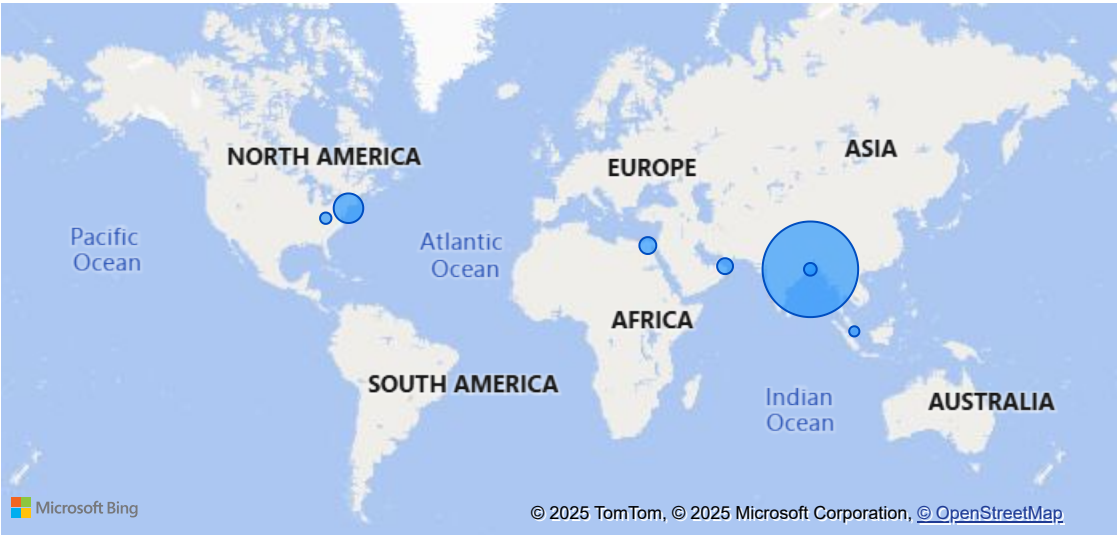 NORTH AMERICA
EUROPE
ASIA
Pacific
Ocean
Atlantic
Ocean
AFRICA
SOUTH AMERICA
Indian
Ocean
AUSTRALIA
Microsoft Bing
© 2025 TomTom, © 2025 Microsoft Corporation, © OpenStreetMap